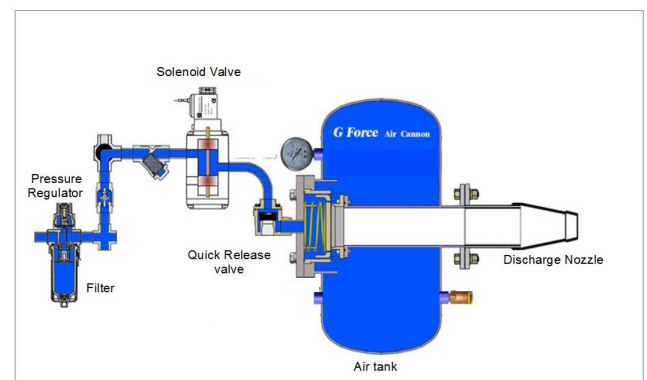 Solenoid Valve
G Force Air Cannon
Pressure
Regulator
Quick Release
valve
Discharge Nozzle
Filter
Air tank